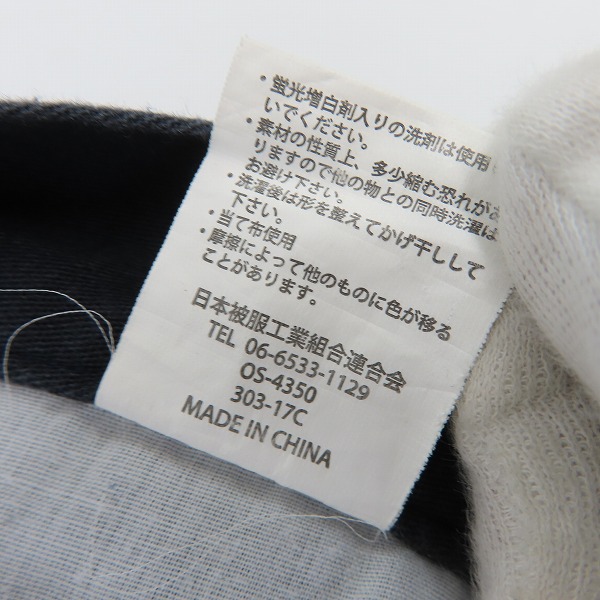 ・蛍光増白剤入りの洗剤は使用
いでください。
・素材の性質上、多少縮む恐れが
りますので他の物との同時洗濯は
お避け下さい。
・洗濯後は形を整えてかげ干しして
下さい。
・当て布使用
・摩擦によって他のものに色が移る
ことがあります。
日本被服工業組合連合会
TEL 06-6533-1129
OS-4350
303-17C
MADE IN CHINA